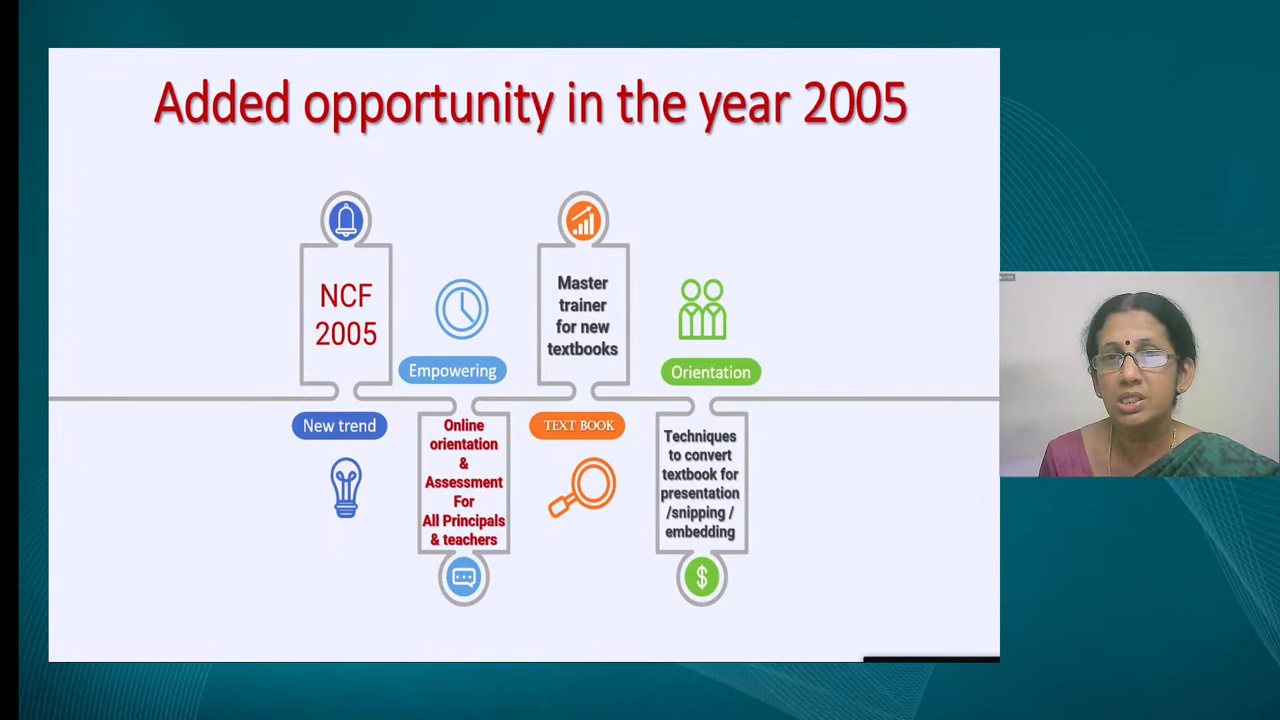 Added opportunity in the year 2005
NCF
2005
New trend
Empowering
Online
orientation
&
Assessment
For
All Principals
& teachers
Master
trainer
for new
textbooks
TEXT BOOK
Orientation
Techniques
to convert
textbook for
presentation
/snipping /
embedding
$